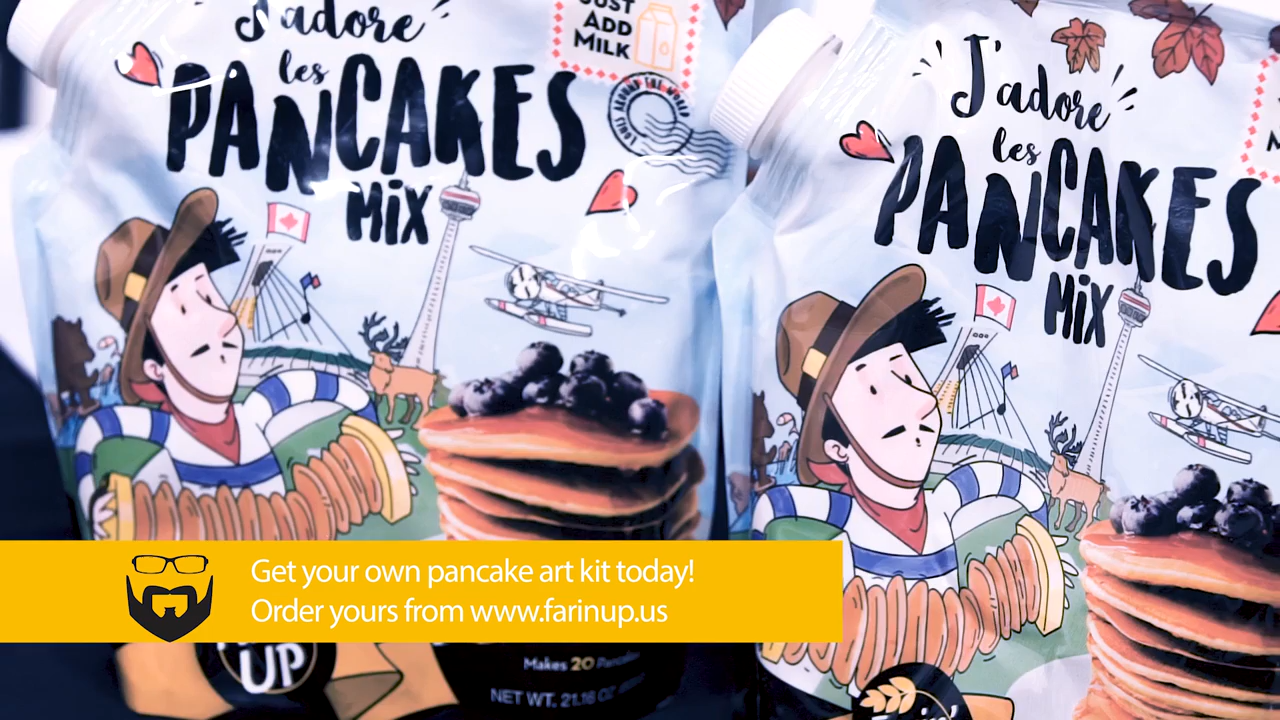 J'adore
les
PANCAKES
MiX
JUST
ADD
MILK
J'adore
les
PANCAKES
MiX
Get your own pancake art kit today!
Order yours from www.farinup.us
UP
Makes 20 Pancakes
NET WT. 21.16 OZ